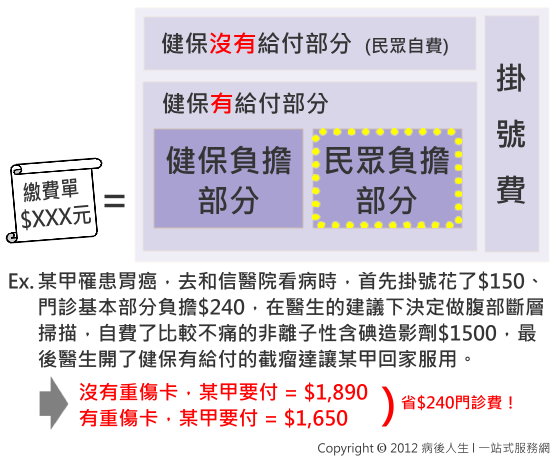 健保沒有給付部分 (民眾自費)
健保有給付部分
健保負擔
部分
民眾負擔
部分
掛
號
費
繳費單
$XXX元
=
Ex. 某甲罹患胃癌，去和信醫院看病時，首先掛號花了$150、
門診基本部分負擔$240，在醫生的建議下決定做腹部斷層
掃描，自費了比較不痛的非離子性含碘造影劑$1500，最
後醫生開了健保有給付的截瘤達讓某甲回家服用。
沒有重傷卡，某甲要付 = $1,890
有重傷卡，某甲要付 = $1,650
) 省$240門診費！
Copyright © 2012 病後人生 | 一站式服務網